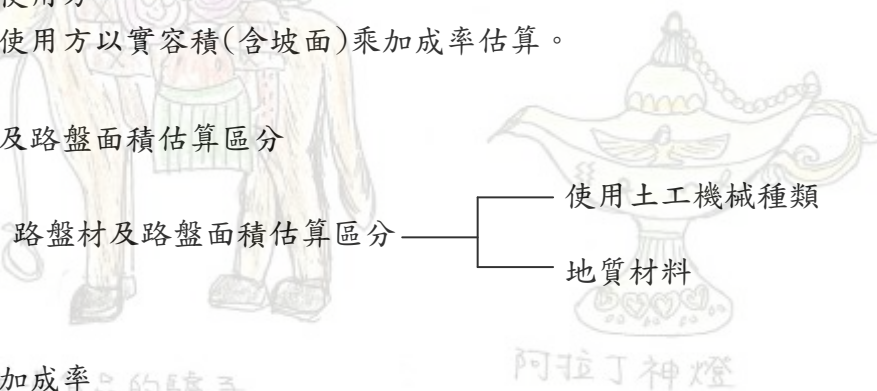 使用方以實容積(含坡面)乘加成率估算。
及路盤面積估算區分
路盤材及路盤面積估算區分
使用土工機械種類
地質材料
加成率
阿拉丁神燈
的駱